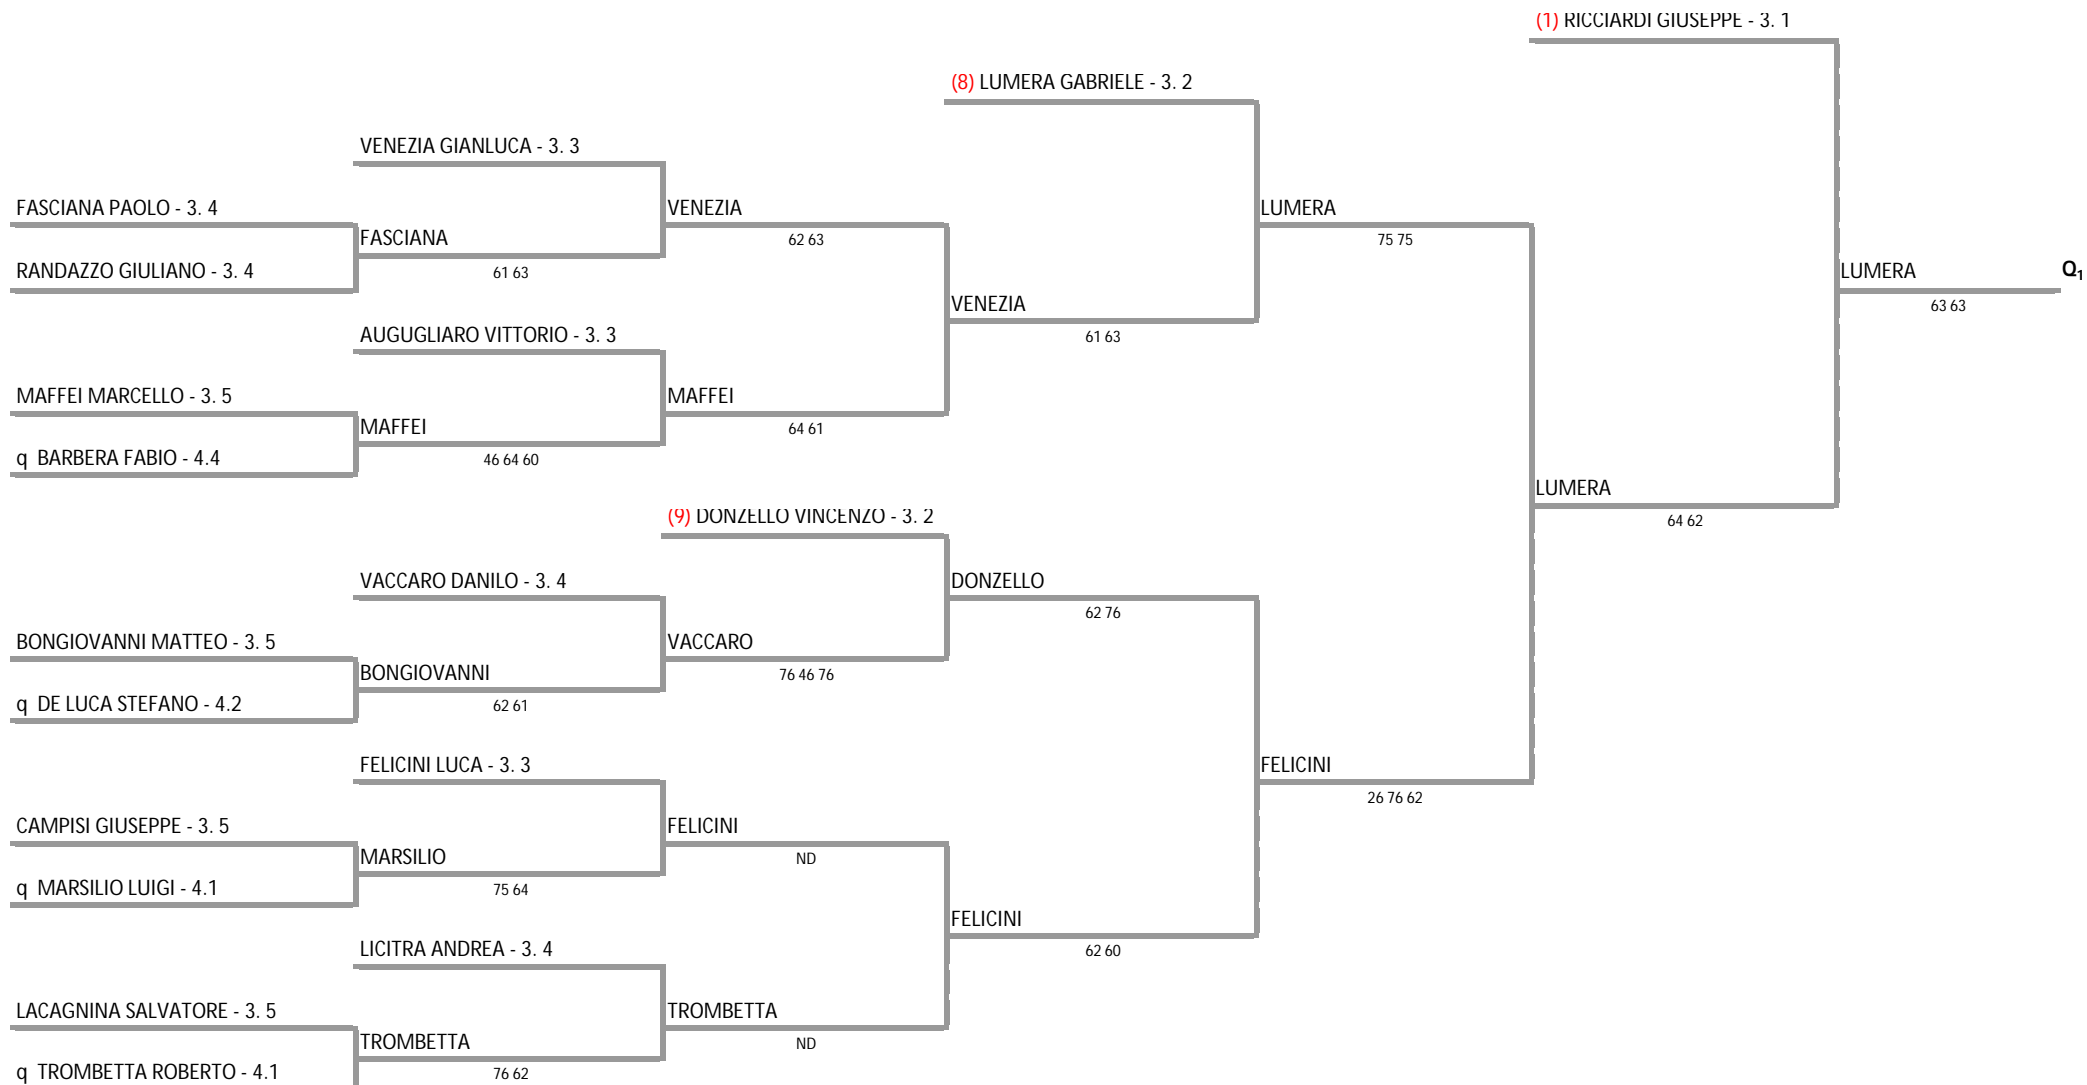 (1) RICCIARDI GIUSEPPE - 3. 1
(8) LUMERA GABRIELE - 3. 2
VENEZIA GIANLUCA - 3. 3
FASCIANA PAOLO - 3. 4
VENEZIA
LUMERA
FASCIANA
62 63
75 75
RANDAZZO GIULIANO - 3. 4
61 63
LUMERA
Q1
VENEZIA
63 63
AUGUGLIARO VITTORIO - 3. 3
61 63
MAFFEI MARCELLO - 3. 5
MAFFEI
MAFFEI
64 61
q BARBERA FABIO - 4.4
46 64 60
LUMERA
(9) DONZELLO VINCENZO - 3. 2
64 62
VACCARO DANILO - 3. 4
DONZELLO
62 76
BONGIOVANNI MATTEO - 3. 5
VACCARO
BONGIOVANNI
76 46 76
q DE LUCA STEFANO - 4.2
62 61
FELICINI LUCA - 3. 3
FELICINI
26 76 62
CAMPISI GIUSEPPE - 3. 5
FELICINI
MARSILIO
ND
q MARSILIO LUIGI - 4.1
75 64
FELICINI
LICITRA ANDREA - 3. 4
62 60
LACAGNINA SALVATORE - 3. 5
TROMBETTA
TROMBETTA
ND
q TROMBETTA ROBERTO - 4.1
76 62